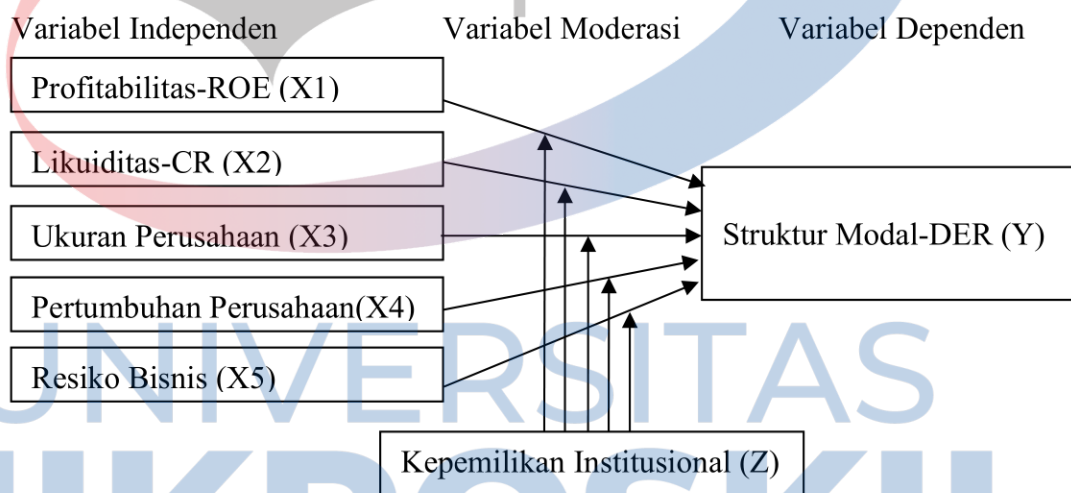 Variabel Independen Variabel Moderasi Variabel Dependen
Profitabilitas-ROE (X1)
Likuiditas-CR (X2)
Ukuran Perusahaan (X3)
Struktur Modal-DER (Y)
Pertumbuhan Perusahaan(X4)
Resiko Bisnis (X5)
UNIVERSITAS
Kepemilikan Institusional (Z)